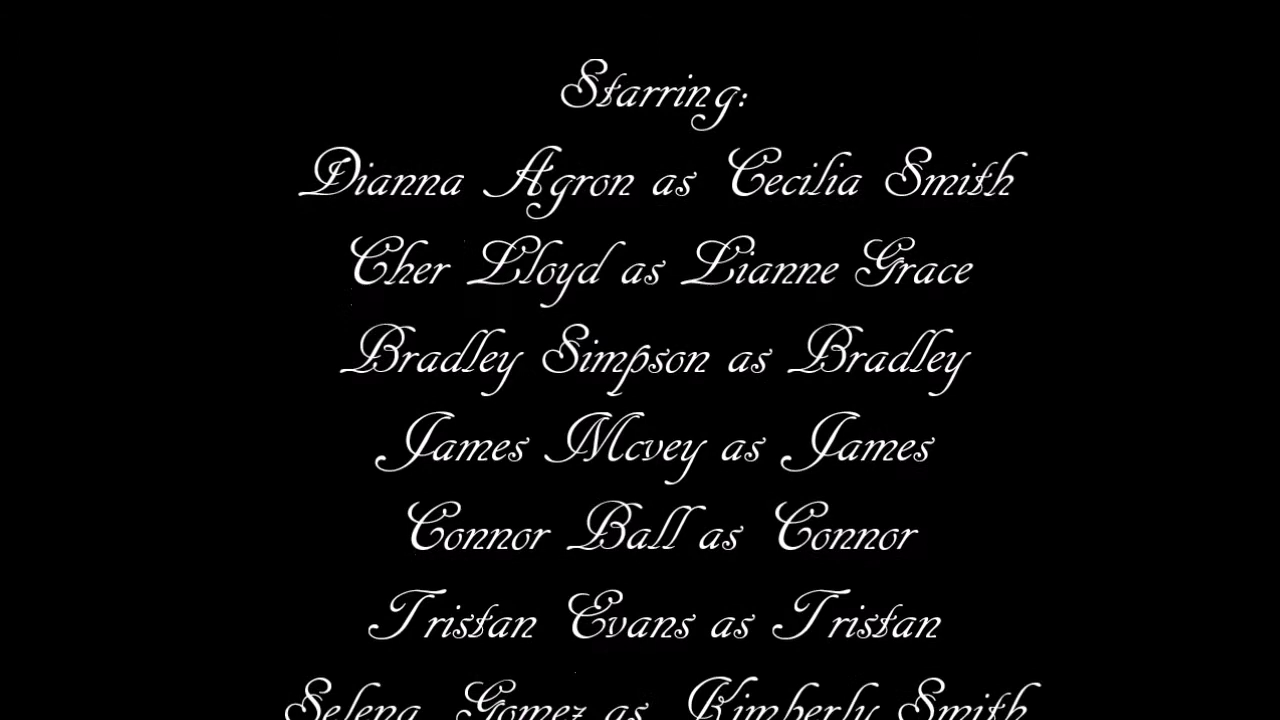 Starring:
Dianna Agron as Cecilia Smith
Cher Lloyd as Lianne Grace
Bradley Simpson as Bradley
James Mcvey as James
Connor Ball as Connor
Tristan Evans as Tristan
Selena Gomez as Kimberly Smith